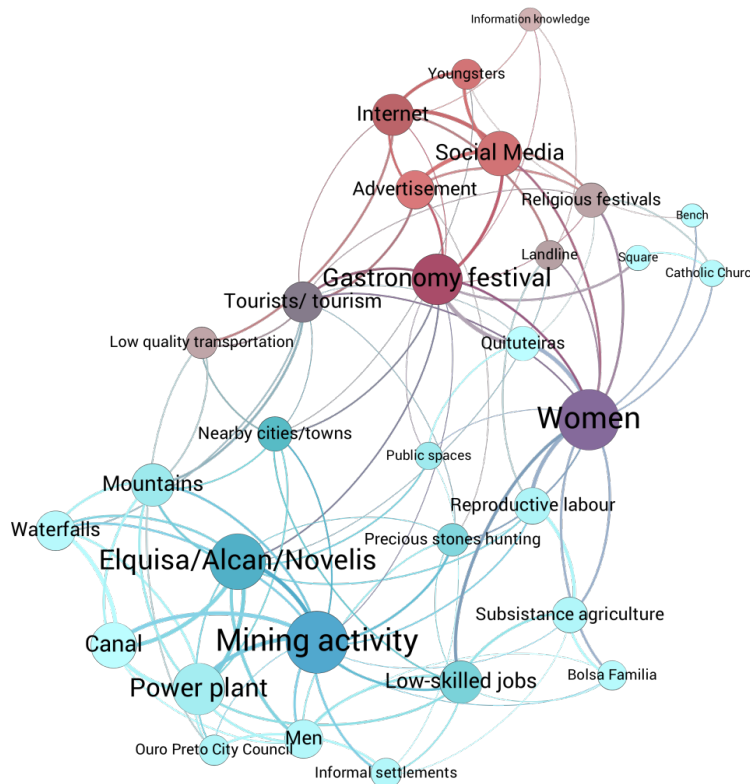 Information knowledge
Youngsters
Internet
Social Media
Advertisement
Religious festivals
Bench
Landline
Square
Catholic Churc
Gastronomy festival
Tourists/ tourism
Low quality transportation
Quituteiras
Women
Nearby cities/towns
Public spaces
Mountains
Reproductive labour
Waterfalls
Precious stones hunting
Elquisa/Alcan/Novelis
Subsistance agriculture
Canal
Mining activity
Bolsa Familia
Power plant
Low-skilled jobs
Men
Ouro Preto City Council
Informal settlements